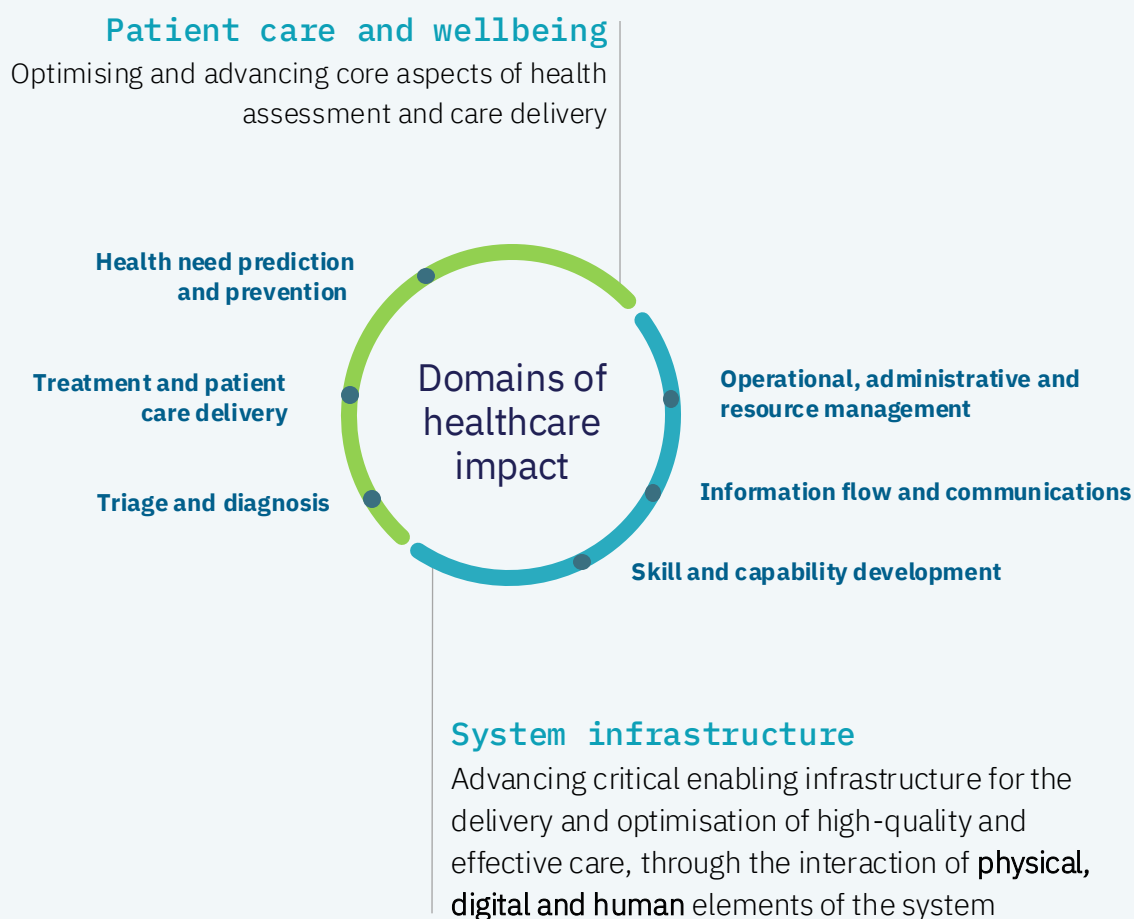 Patient care and wellbeing
Optimising and advancing core aspects of health
assessment and care delivery
Health need prediction
and prevention
Treatment and patient
care delivery
Triage and diagnosis
Domains of
healthcare
impact
Operational, administrative and
resource management
Information flow and communications
Skill and capability development
System infrastructure
Advancing critical enabling infrastructure for the
delivery and optimisation of high-quality and
effective care, through the interaction of physical,
digital and human elements of the system